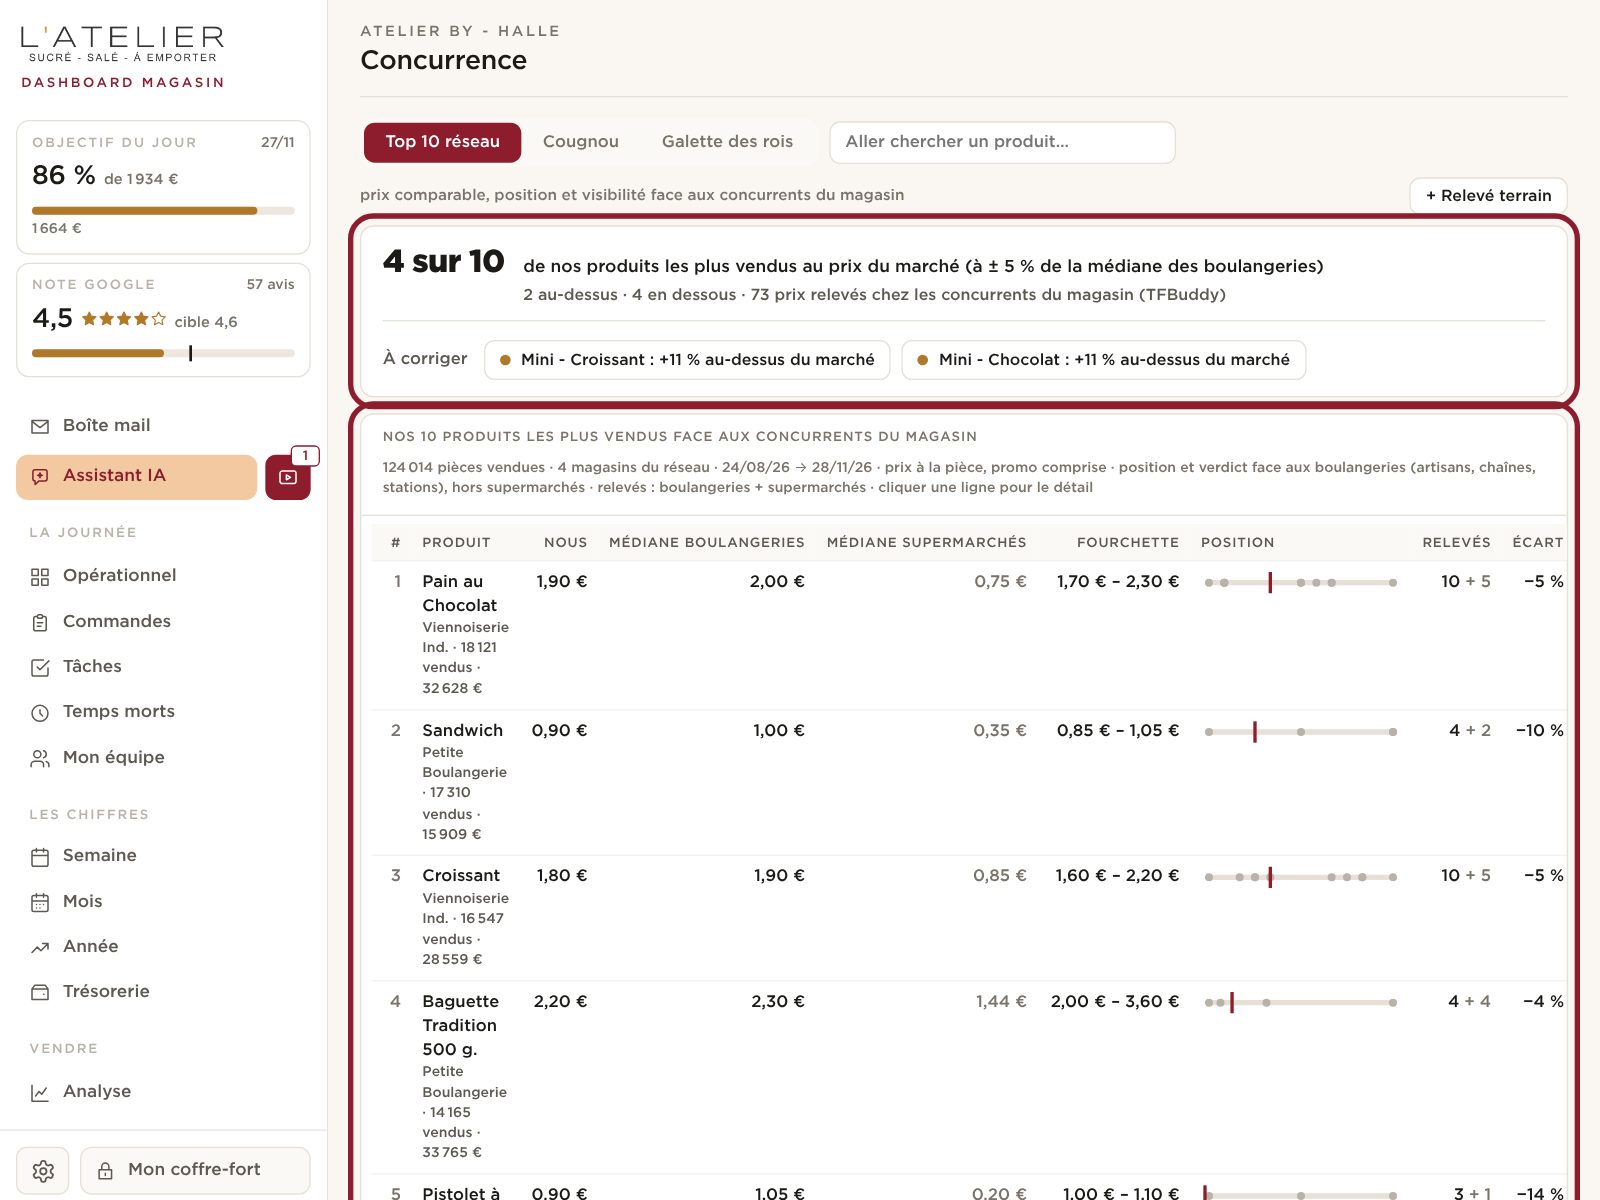 L'ATELIER
SUCRÉ - SALÉ - À EMPORTER
DASHBOARD MAGASIN
OBJECTIF DU JOUR 27/11
86 % de 1 934 €
1 664 €
NOTE GOOGLE 57 avis
4,5 cible 4,6
Boîte mail
Assistant IA
1
LA JOURNÉE
Opérationnel
Commandes
Tâches
Temps morts
Mon équipe
LES CHIFFRES
Semaine
Mois
Année
Trésorerie
VENDRE
Analyse
Mon coffre-fort
ATELIER BY - HALLE
Concurrence
Top 10 réseau Cougnou Galette des rois Aller chercher un produit...
prix comparable, position et visibilité face aux concurrents du magasin
+ Relevé terrain
4 sur 10 de nos produits les plus vendus au prix du marché (à ± 5 % de la médiane des boulangeries)
2 au-dessus · 4 en dessous · 73 prix relevés chez les concurrents du magasin (TFBuddy)
À corriger Mini - Croissant : +11 % au-dessus du marché Mini - Chocolat : +11 % au-dessus du marché
NOS 10 PRODUITS LES PLUS VENDUS FACE AUX CONCURRENTS DU MAGASIN
124 014 pièces vendues · 4 magasins du réseau · 24/08/26 → 28/11/26 · prix à la pièce, promo comprise · position et verdict face aux boulangeries (artisans, chaînes,
stations), hors supermarchés · relevés : boulangeries + supermarchés · cliquer une ligne pour le détail
# PRODUIT NOUS MÉDIANE BOULANGERIES MÉDIANE SUPERMARCHÉS FOURCHETTE POSITION RELEVÉS ÉCART
1 Pain au 1,90 € 2,00 € 0,75 € 1,70 € – 2,30 € 10 + 5 −5 %
Chocolat
Viennoiserie
Ind. · 18 121
vendus ·
32 628 €
2 Sandwich 0,90 € 1,00 € 0,35 € 0,85 € – 1,05 € 4 + 2 −10 %
Petite
Boulangerie
· 17 310
vendus ·
15 909 €
3 Croissant 1,80 € 1,90 € 0,85 € 1,60 € – 2,20 € 10 + 5 −5 %
Viennoiserie
Ind. · 16 547
vendus ·
28 559 €
4 Baguette 2,20 € 2,30 € 1,44 € 2,00 € – 3,60 € 4 + 4 −4 %
Tradition
500 g.
Petite
Boulangerie
· 14 165
vendus ·
33 765 €
5 Pistolet à 0,90 € 1,05 € 0,20 € 1,00 € – 1,10 € 3 + 1 −14 %